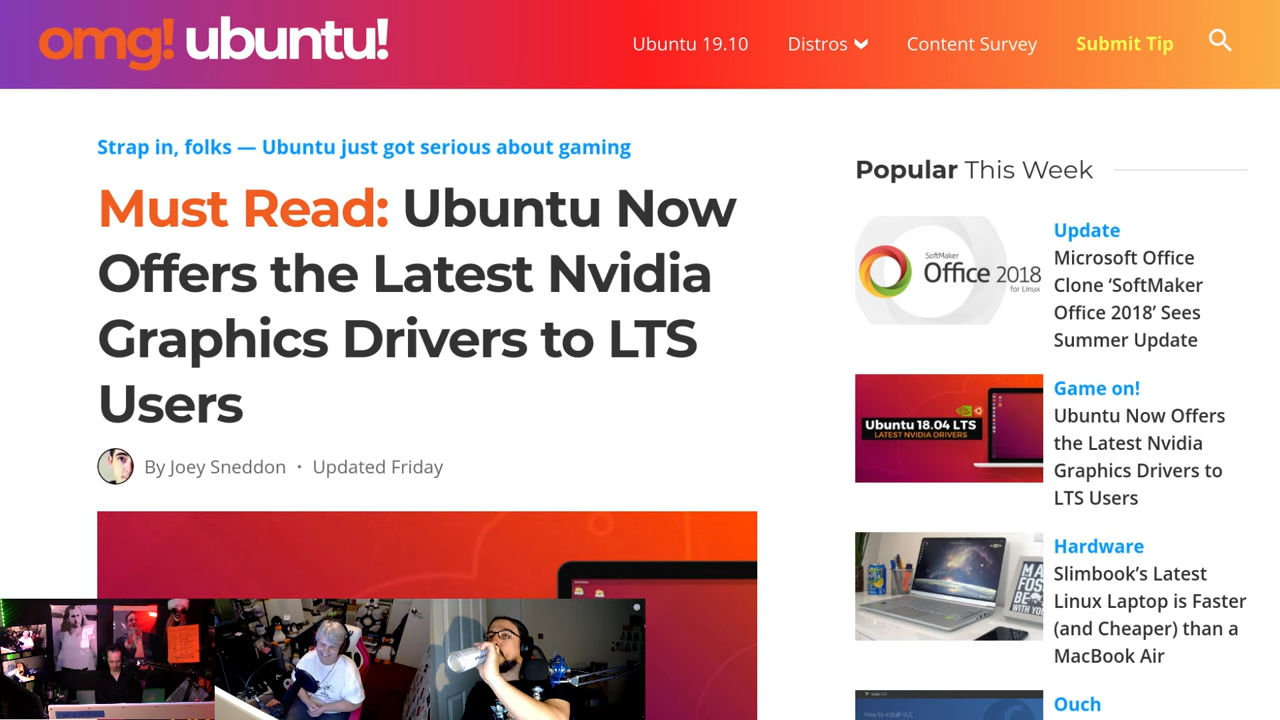 omg! ubuntu!
Ubuntu 19.10
Distros
Content Survey
Submit Tip
Strap in, folks — Ubuntu just got serious about gaming
Must Read: Ubuntu Now
Offers the Latest Nvidia
Graphics Drivers to LTS
Users
By Joey Sneddon • Updated Friday
Popular This Week
SoftMaker
Office 2018
for Linux
Update
Microsoft Office
Clone ‘SoftMaker
Office 2018’ Sees
Summer Update
Ubuntu 18.04 LTS
LATEST NVIDIA DRIVERS
Game on!
Ubuntu Now Offers
the Latest Nvidia
Graphics Drivers to
LTS Users
Hardware
Slimbook’s Latest
Linux Laptop is Faster
(and Cheaper) than a
MacBook Air
How to install VLC
Ouch